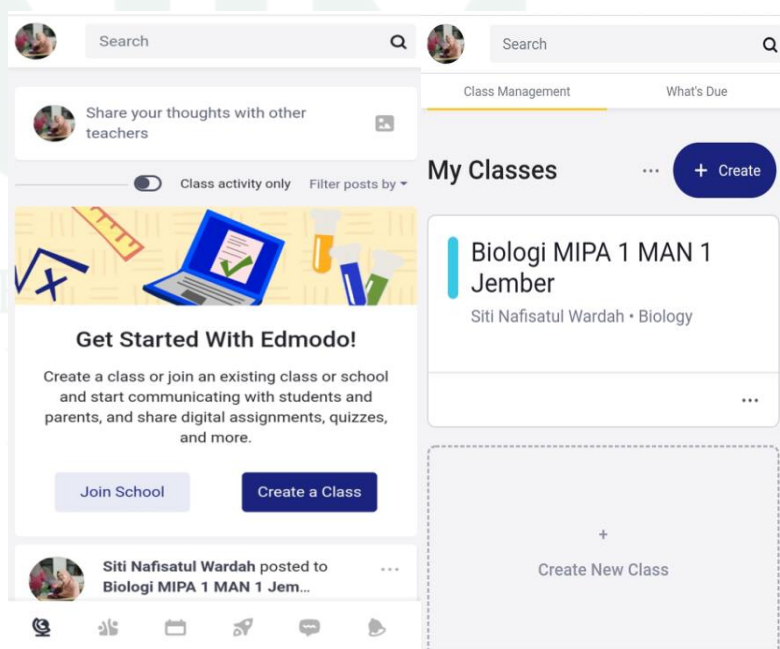 Search
Share your thoughts with other
teachers
Class activity only Filter posts by
Get Started With Edmodo!
Create a class or join an existing class or school
and start communicating with students and
parents, and share digital assignments, quizzes,
and more.
Join School Create a Class
Siti Nafisatul Wardah posted to
Biologi MIPA 1 MAN 1 Jem...
Search
Class Management What's Due
My Classes ... + Create
Biologi MIPA 1 MAN 1
Jember
Siti Nafisatul Wardah • Biology
+
Create New Class